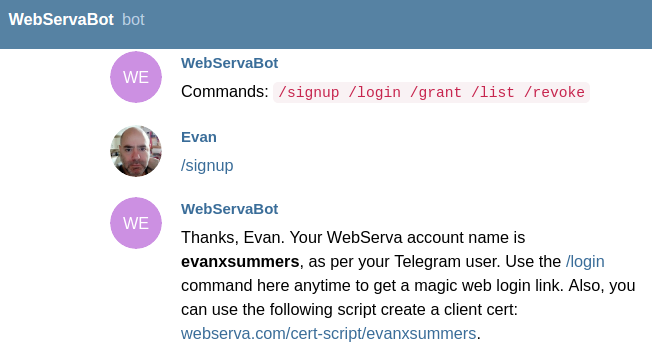 WebServaBot bot
WE
WebServaBot
Commands: /signup /login /grant /list /revoke
Evan
/signup
WE
WebServaBot
Thanks, Evan. Your WebServa account name is
evanxsummers, as per your Telegram user. Use the /login
command here anytime to get a magic web login link. Also, you
can use the following script create a client cert:
webserva.com/cert-script/evanxsummers.